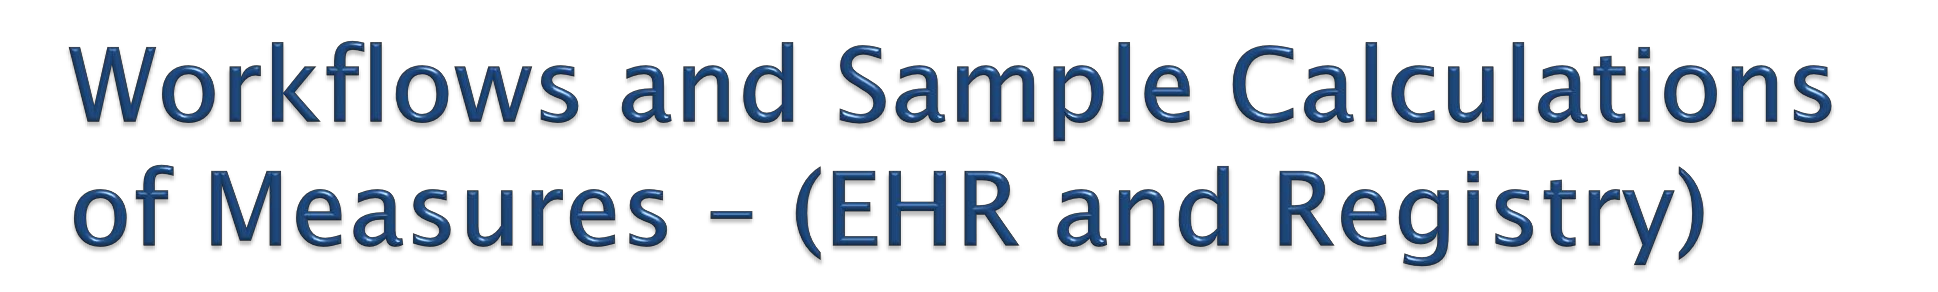 Workflows and Sample Calculations
of Measures – (EHR and Registry)